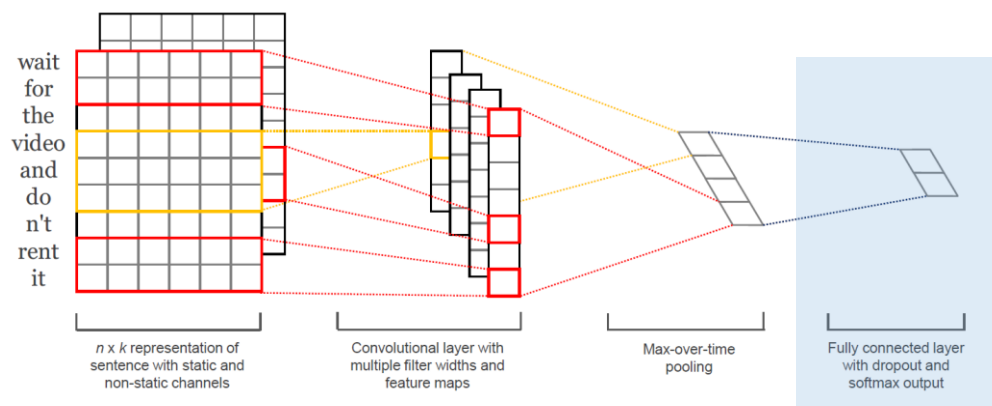 wait
for
the
video
and
do
n't
rent
it
n x k representation of
sentence with static and
non-static channels
Convolutional layer with
multiple filter widths and
feature maps
Max-over-time
pooling
Fully connected layer
with dropout and
softmax output